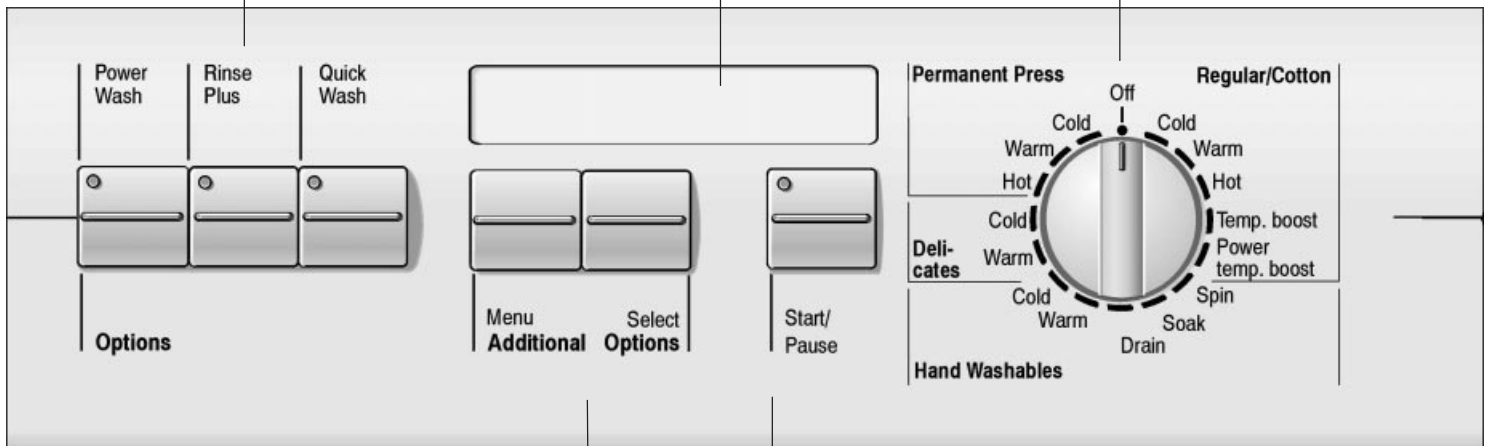 Power
Wash
Rinse
Plus
Quick
Wash
Options
Menu Select
Additional Options
Start/
Pause
Permanent Press
Regular/Cotton
Off
Cold
Warm
Hot
Cold
Warm
Hot
Temp. boost
Power
temp. boost
Deli-
cates
Cold
Warm
Cold
Warm
Spin
Soak
Drain
Hand Washables